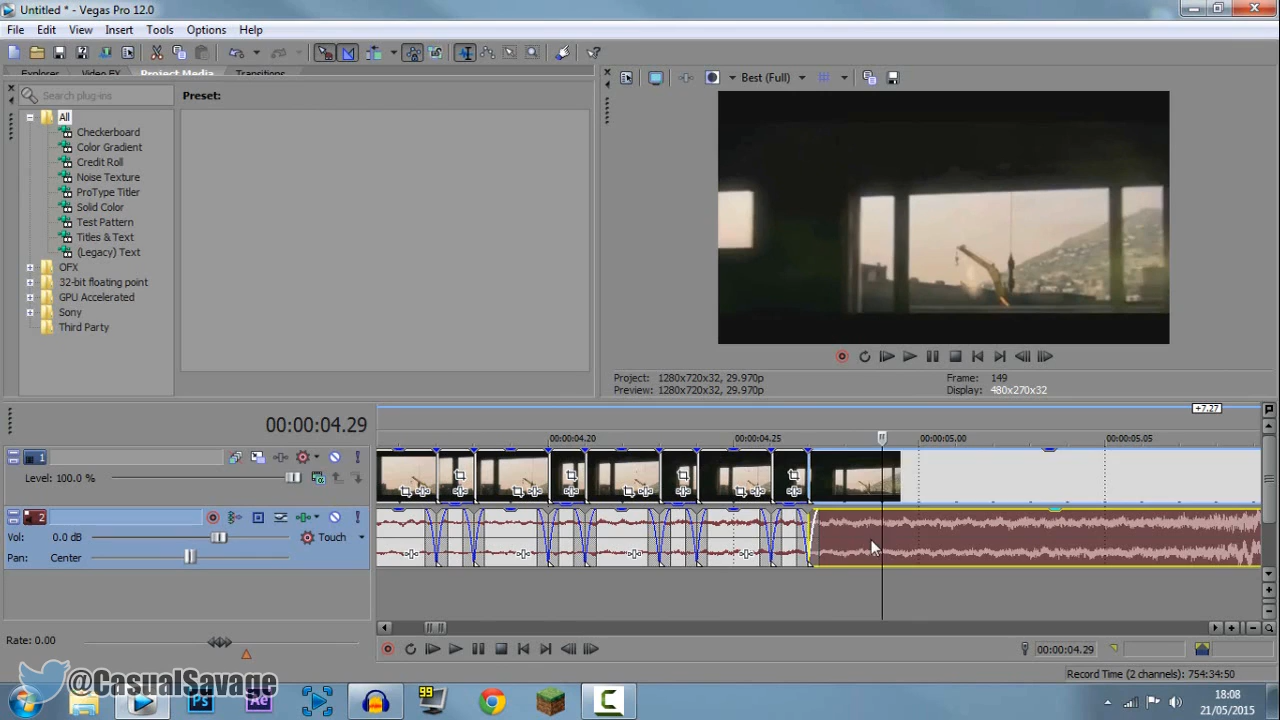 Untitled * - Vegas Pro 12.0
File Edit View Insert Tools Options Help
Explorer Video FX Project Media Transitions
Search plug-ins
Preset:
Best (Full)
All
Checkerboard
Color Gradient
Credit Roll
Noise Texture
ProType Titler
Solid Color
Test Pattern
Titles & Text
(Legacy) Text
OFX
32-bit floating point
GPU Accelerated
Sony
Third Party
Project: 1280x720x32, 29.970p Frame: 149
Preview: 1280x720x32, 29.970p Display: 480x270x32
+7.27
00:00:04.29
00:00:04.20 00:00:04.25 00:00:05.00 00:00:05.05
1
Level: 100.0 %
2
Vol: 0.0 dB Touch
Pan: Center
Rate: 0.00
00:00:04.29
Record Time (2 channels): 754:34:50
@CasualSavage
Ps Ae 99
18:08
21/05/2015